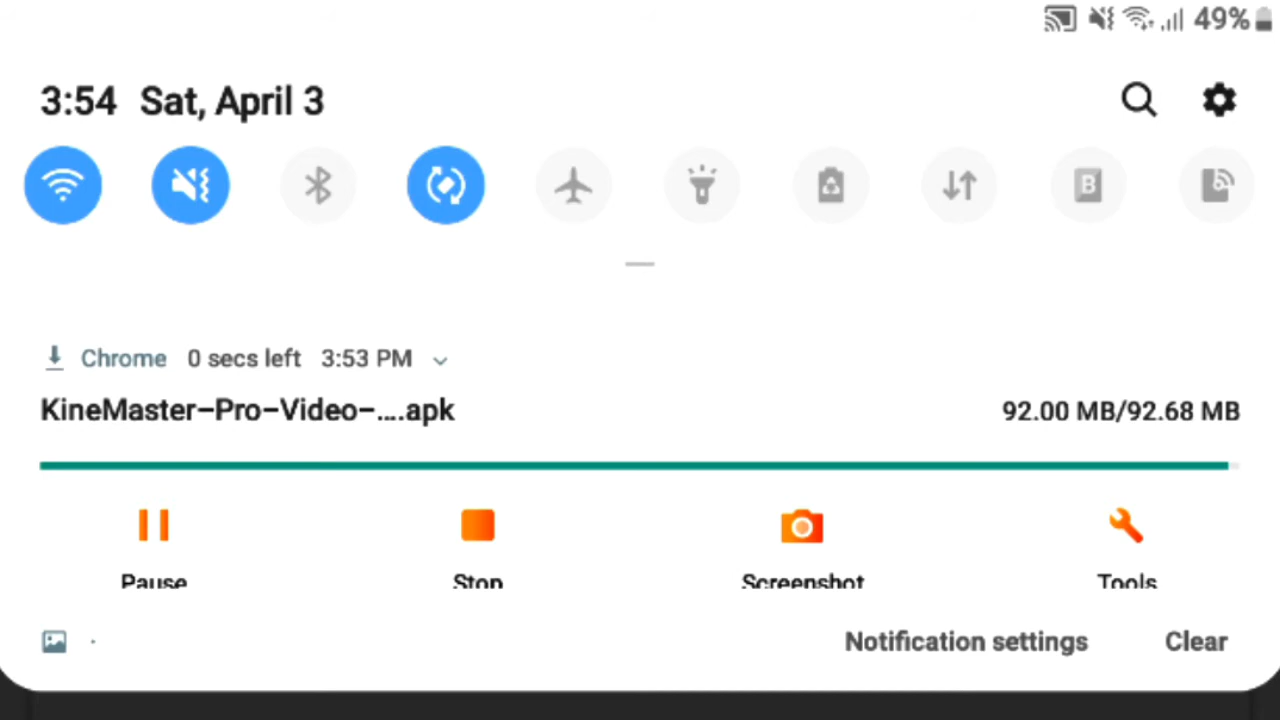 49%
3:54 Sat, April 3
B
Chrome 0 secs left 3:53 PM
KineMaster–Pro–Video–....apk 92.00 MB/92.68 MB
Pause Stop Screenshot Tools
Notification settings Clear